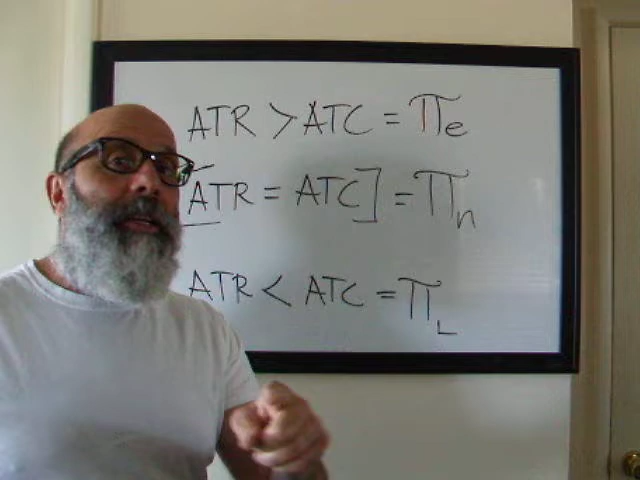 ATR > ATC = πe
[ATR = ATC] = πn
ATR < ATC = πL